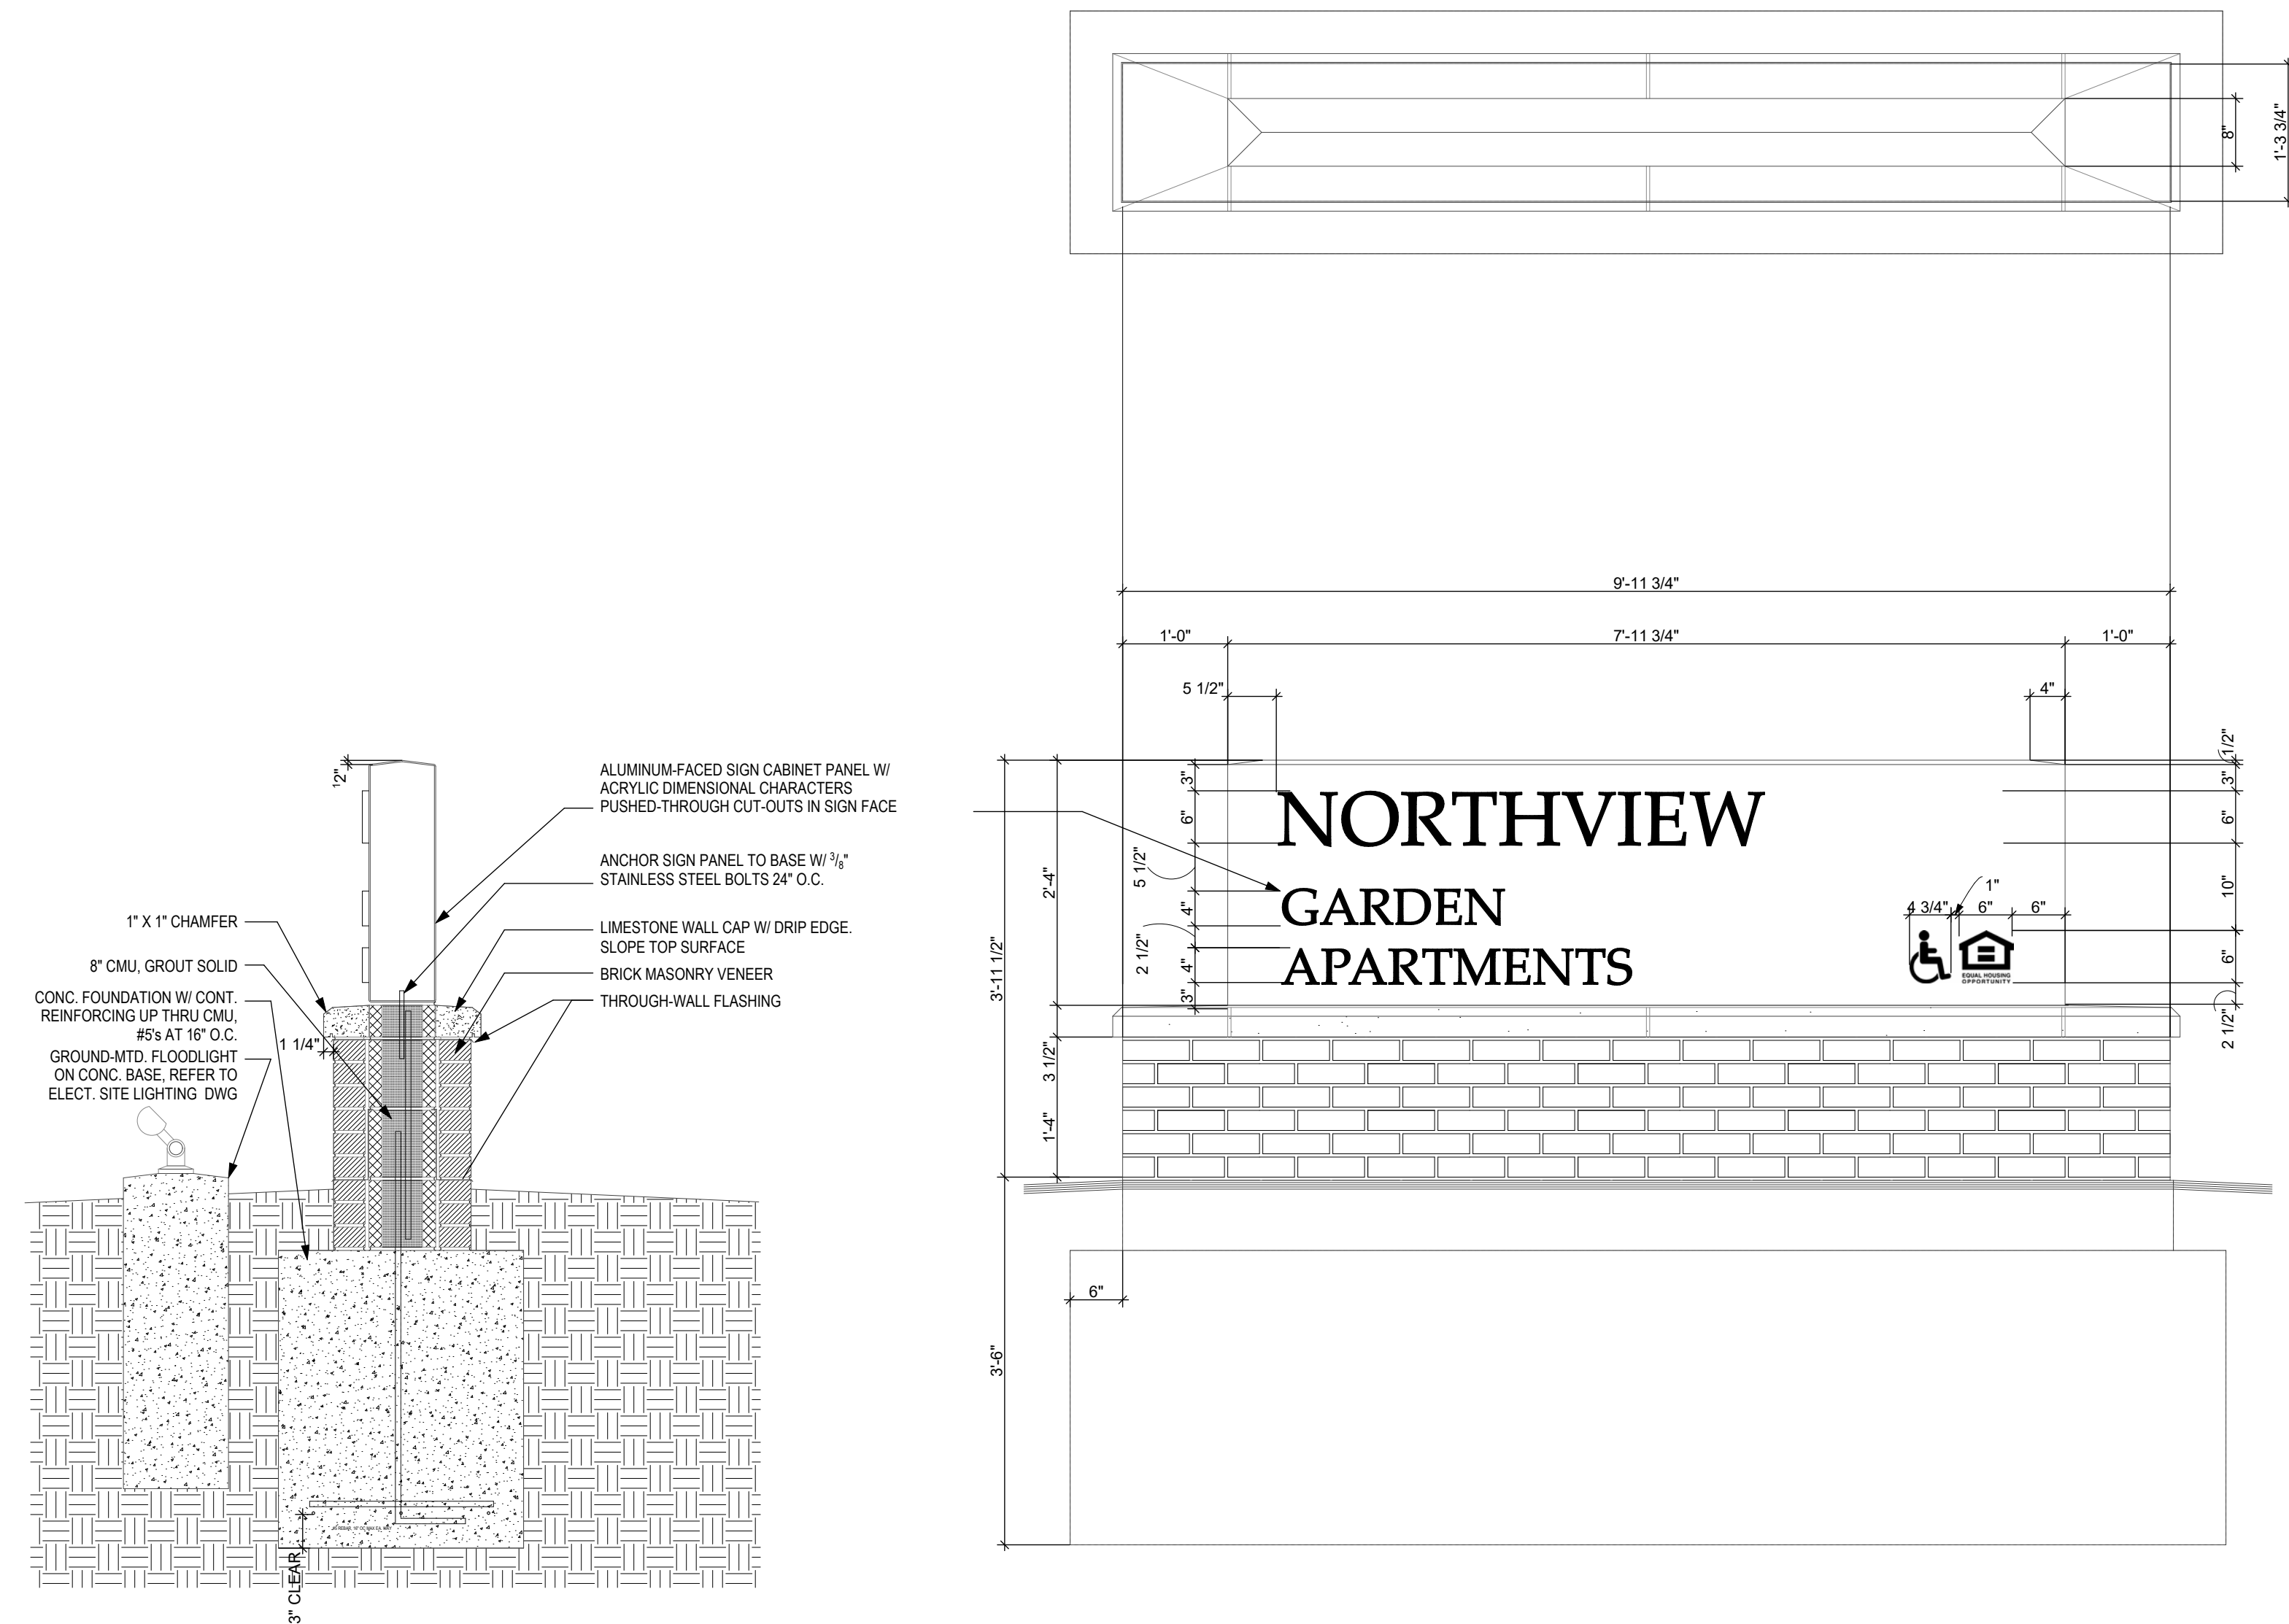 8"
1'-3 3/4"
9'-11 3/4"
1'-0"
7'-11 3/4"
1'-0"
5 1/2"
4"
1/2"
3"
6"
10"
6"
2 1/2"
3"
6"
5 1/2"
4"
2 1/2"
4"
3"
2'-4"
3 1/2"
1'-4"
3'-11 1/2"
3'-6"
6"
NORTHVIEW
GARDEN
APARTMENTS
1"
4 3/4"
6"
6"
EQUAL HOUSING
OPPORTUNITY
1 2"
ALUMINUM-FACED SIGN CABINET PANEL W/
ACRYLIC DIMENSIONAL CHARACTERS
PUSHED-THROUGH CUT-OUTS IN SIGN FACE
ANCHOR SIGN PANEL TO BASE W/ 3/8"
STAINLESS STEEL BOLTS 24" O.C.
LIMESTONE WALL CAP W/ DRIP EDGE.
SLOPE TOP SURFACE
BRICK MASONRY VENEER
THROUGH-WALL FLASHING
1" X 1" CHAMFER
8" CMU, GROUT SOLID
CONC. FOUNDATION W/ CONT.
REINFORCING UP THRU CMU,
#5's AT 16" O.C.
GROUND-MTD. FLOODLIGHT
ON CONC. BASE, REFER TO
ELECT. SITE LIGHTING DWG
1 1/4"
3" CLEAR